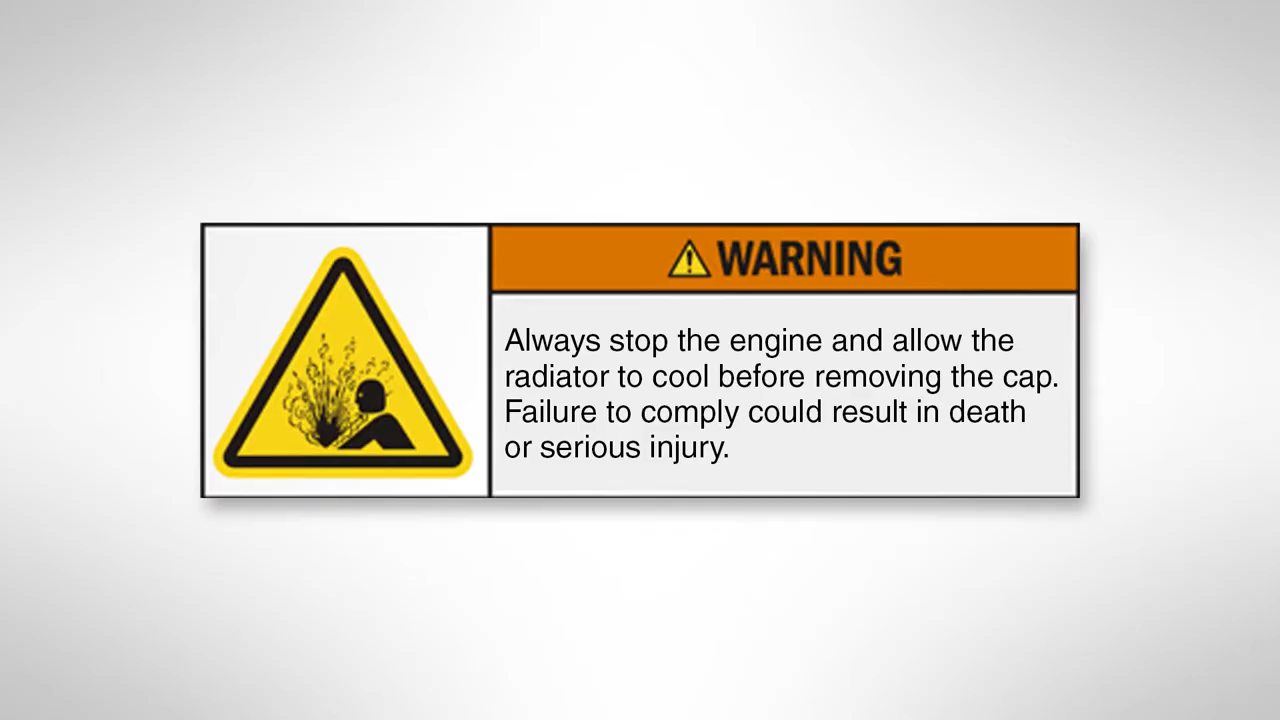 WARNING
Always stop the engine and allow the
radiator to cool before removing the cap.
Failure to comply could result in death
or serious injury.